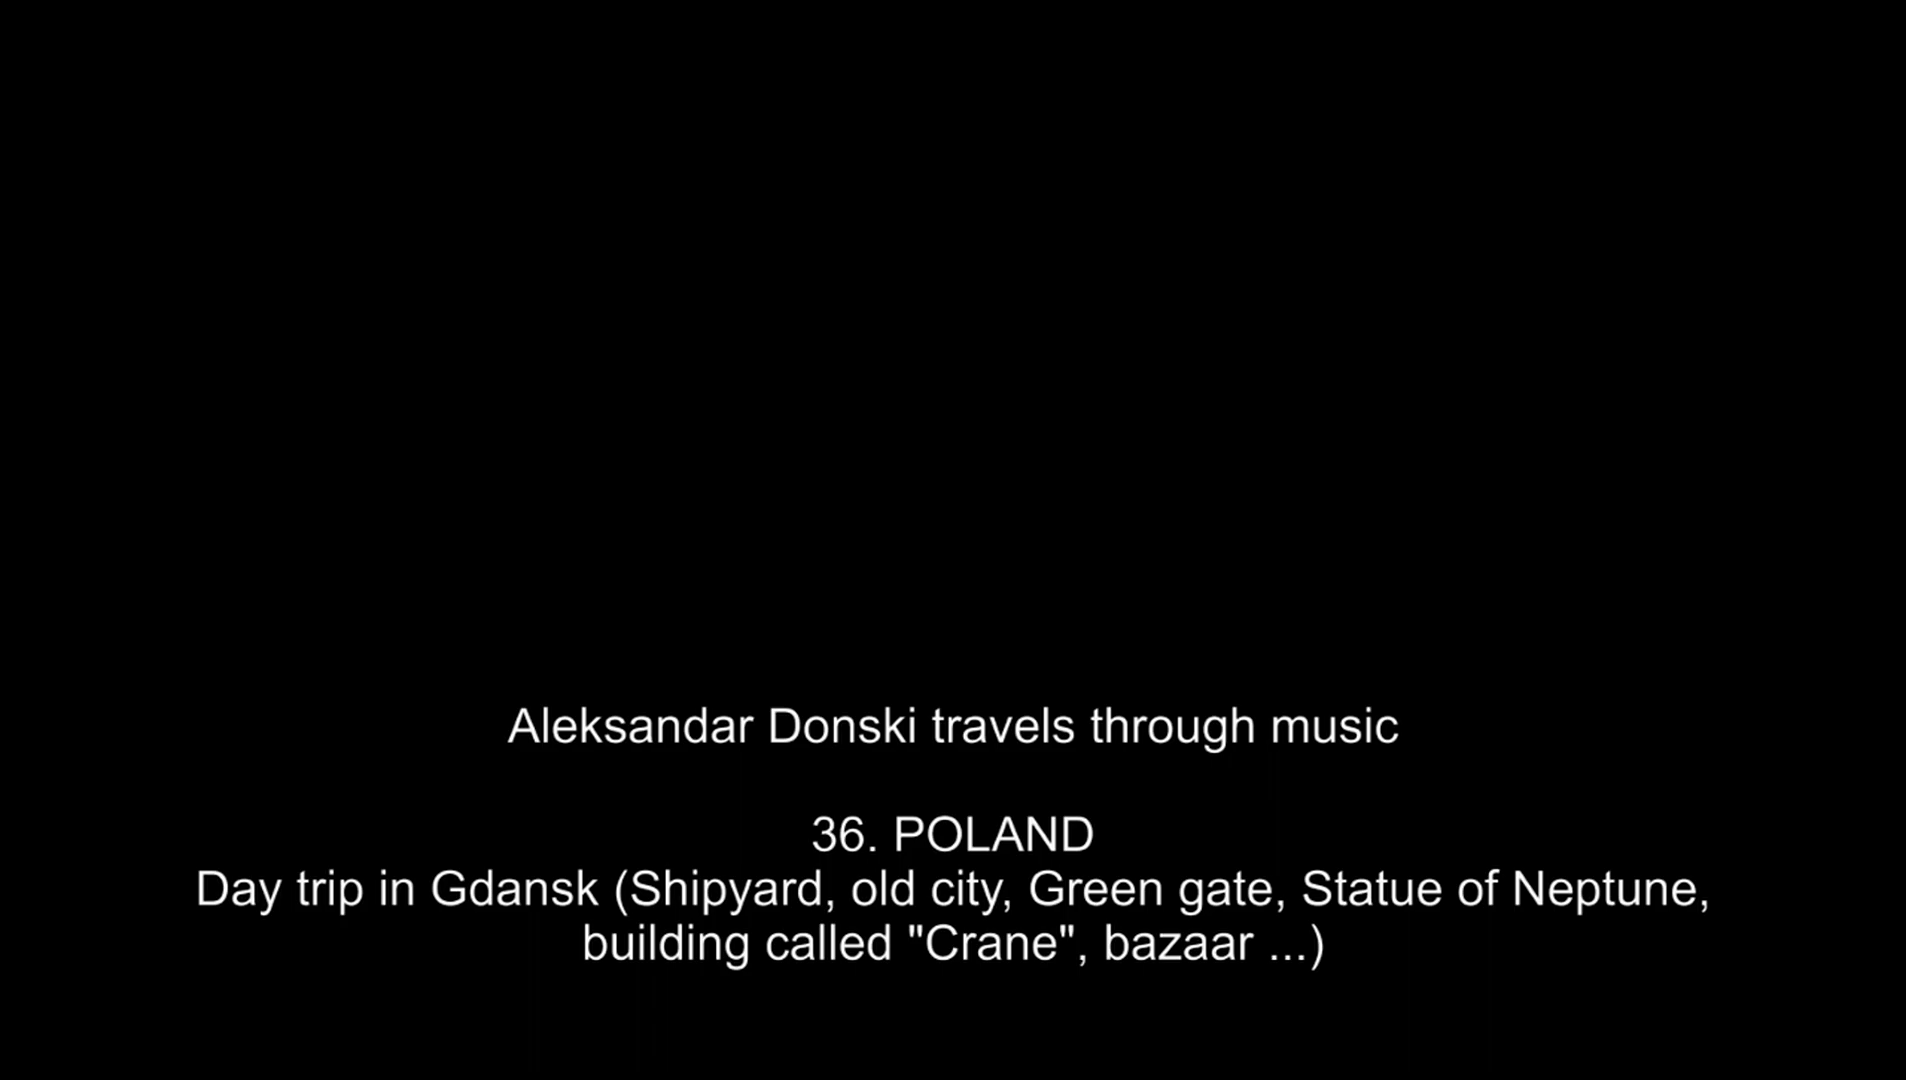 Aleksandar Donski travels through music
36. POLAND
Day trip in Gdansk (Shipyard, old city, Green gate, Statue of Neptune,
building called "Crane", bazaar ...)